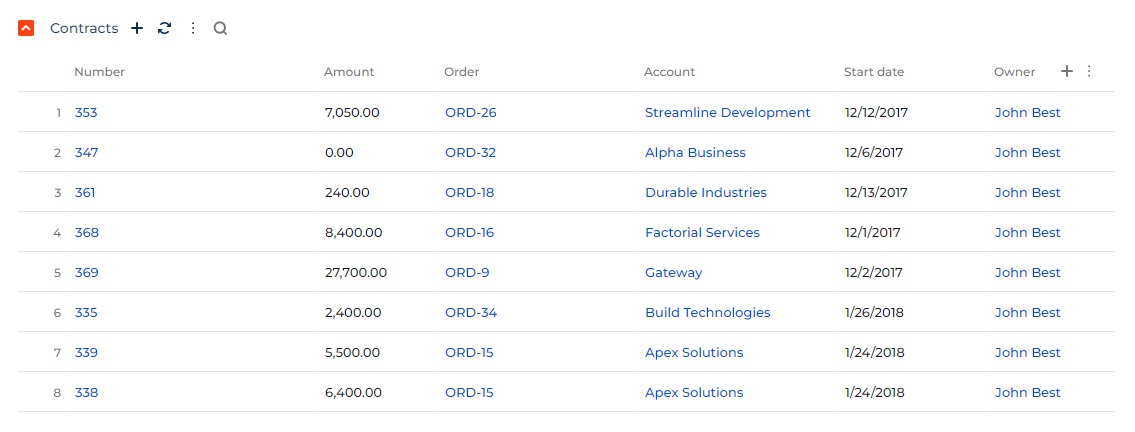 Contracts
Number Amount Order Account Start date Owner
1 353 7,050.00 ORD-26 Streamline Development 12/12/2017 John Best
2 347 0.00 ORD-32 Alpha Business 12/6/2017 John Best
3 361 240.00 ORD-18 Durable Industries 12/13/2017 John Best
4 368 8,400.00 ORD-16 Factorial Services 12/1/2017 John Best
5 369 27,700.00 ORD-9 Gateway 12/2/2017 John Best
6 335 2,400.00 ORD-34 Build Technologies 1/26/2018 John Best
7 339 5,500.00 ORD-15 Apex Solutions 1/24/2018 John Best
8 338 6,400.00 ORD-15 Apex Solutions 1/24/2018 John Best